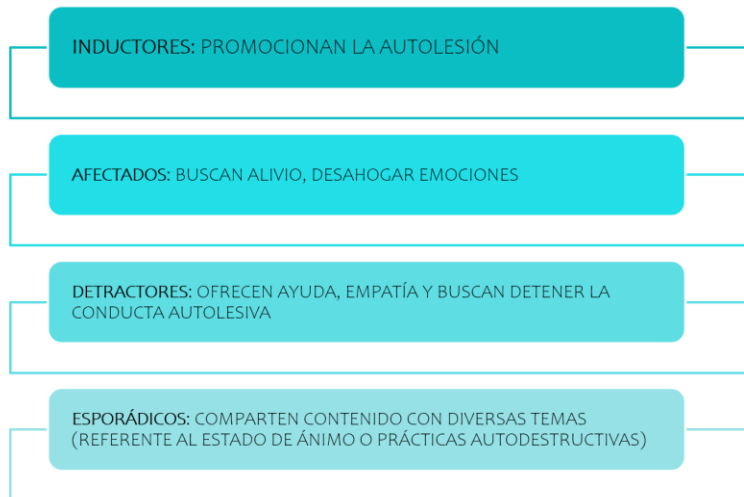 INDUCTORES: PROMOCIONAN LA AUTOLESIÓN
AFECTADOS: BUSCAN ALIVIO, DESAHOGAR EMOCIONES
DETRACTORES: OFRECEN AYUDA, EMPATÍA Y BUSCAN DETENER LA
CONDUCTA AUTOLESIVA
ESPORÁDICOS: COMPARTEN CONTENIDO CON DIVERSAS TEMAS
(REFERENTE AL ESTADO DE ÁNIMO O PRÁCTICAS AUTODESTRUCTIVAS)